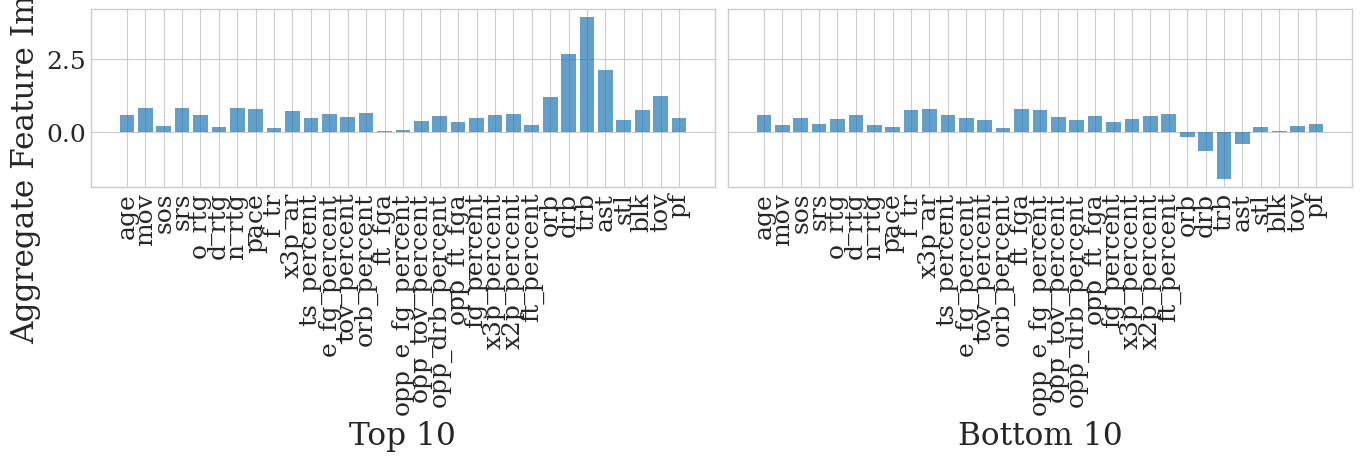 Aggregate Feature Im
2.5
0.0
age
mov
sos
srs
o_rtg
d_rtg
n_rtg
pace
f_tr
x3p_ar
ts_percent
e_fg_percent
tov_percent
orb_percent
ft_fga
opp_e_fg_percent
opp_tov_percent
opp_drb_percent
opp_ft_fga
fg_percent
x3p_percent
x2p_percent
ft_percent
orb
drb
trb
ast
stl
blk
tov
pf
Top 10
age
mov
sos
srs
o_rtg
d_rtg
n_rtg
pace
f_tr
x3p_ar
ts_percent
e_fg_percent
tov_percent
orb_percent
ft_fga
opp_e_fg_percent
opp_tov_percent
opp_drb_percent
opp_ft_fga
fg_percent
x3p_percent
x2p_percent
ft_percent
orb
drb
trb
ast
stl
blk
tov
pf
Bottom 10